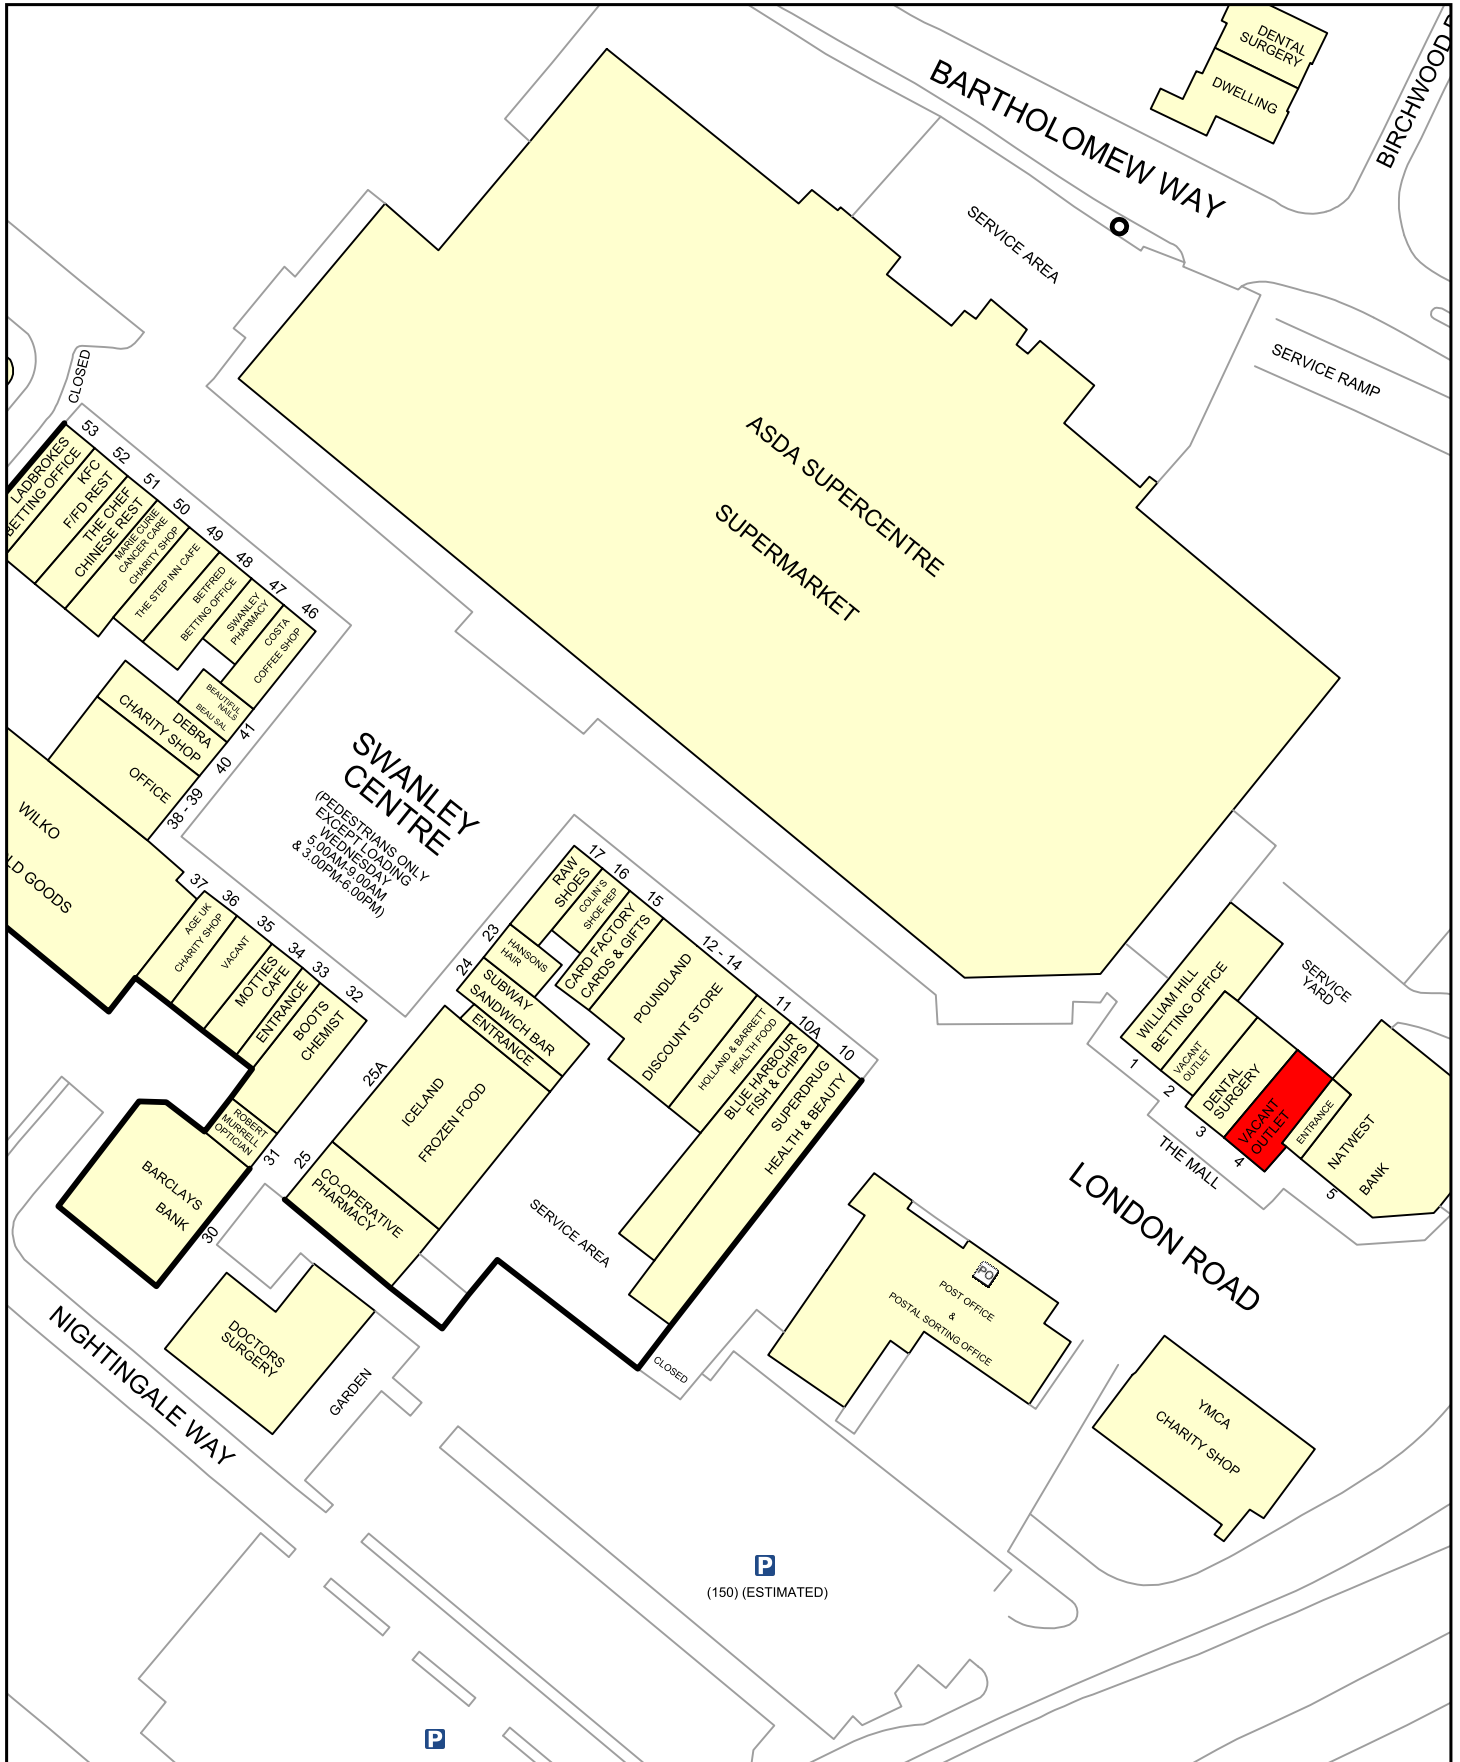 DENTAL
SURGERY
DWELLING
BARTHOLOMEW WAY
BIRCHWOOD
SERVICE AREA
SERVICE RAMP
CLOSED
ASDA SUPERCENTRE
SUPERMARKET
53
52
51
50
49
48
47
46
LADBROKES
BETTING OFFICE
KFC
F/FD REST
THE CHEF
CHINESE REST
MARIE CURIE
CANCER CARE
CHARITY SHOP
THE STEP INN CAFE
BETFRED
BETTING OFFICE
SWANLEY
PHARMACY
COSTA
COFFEE SHOP
BEAUTIFUL
NAILS
BEAU SAL
41
DEBRA
CHARITY SHOP
40
OFFICE
38 - 39
WILKO
LD GOODS
SWANLEY
CENTRE
(PEDESTRIANS ONLY
EXCEPT LOADING
WEDNESDAY
5.00AM-9.00AM
& 3.00PM-6.00PM)
37
36
35
34
33
32
AGE UK
CHARITY SHOP
VACANT
MOTTIES
CAFE
ENTRANCE
BOOTS
CHEMIST
ROBERT
MURRELL
OPTICIAN
31
BARCLAYS
BANK
30
17
16
15
12 - 14
11
10A
10
RAW
SHOES
COLIN'S
SHOE REP
CARD FACTORY
CARDS & GIFTS
POUNDLAND
DISCOUNT STORE
HOLLAND & BARRETT
HEALTH FOOD
BLUE HARBOUR
FISH & CHIPS
SUPERDRUG
HEALTH & BEAUTY
23
HANSONS
HAIR
24
SUBWAY
SANDWICH BAR
ENTRANCE
25A
ICELAND
FROZEN FOOD
25
CO-OPERATIVE
PHARMACY
SERVICE AREA
CLOSED
WILLIAM HILL
BETTING OFFICE
VACANT
OUTLET
DENTAL
SURGERY
VACANT
OUTLET
ENTRANCE
NATWEST
BANK
SERVICE
YARD
1
2
3
4
5
THE MALL
LONDON ROAD
PO
POST OFFICE
&
POSTAL SORTING OFFICE
YMCA
CHARITY SHOP
DOCTORS
SURGERY
GARDEN
NIGHTINGALE WAY
P
(150) (ESTIMATED)
P